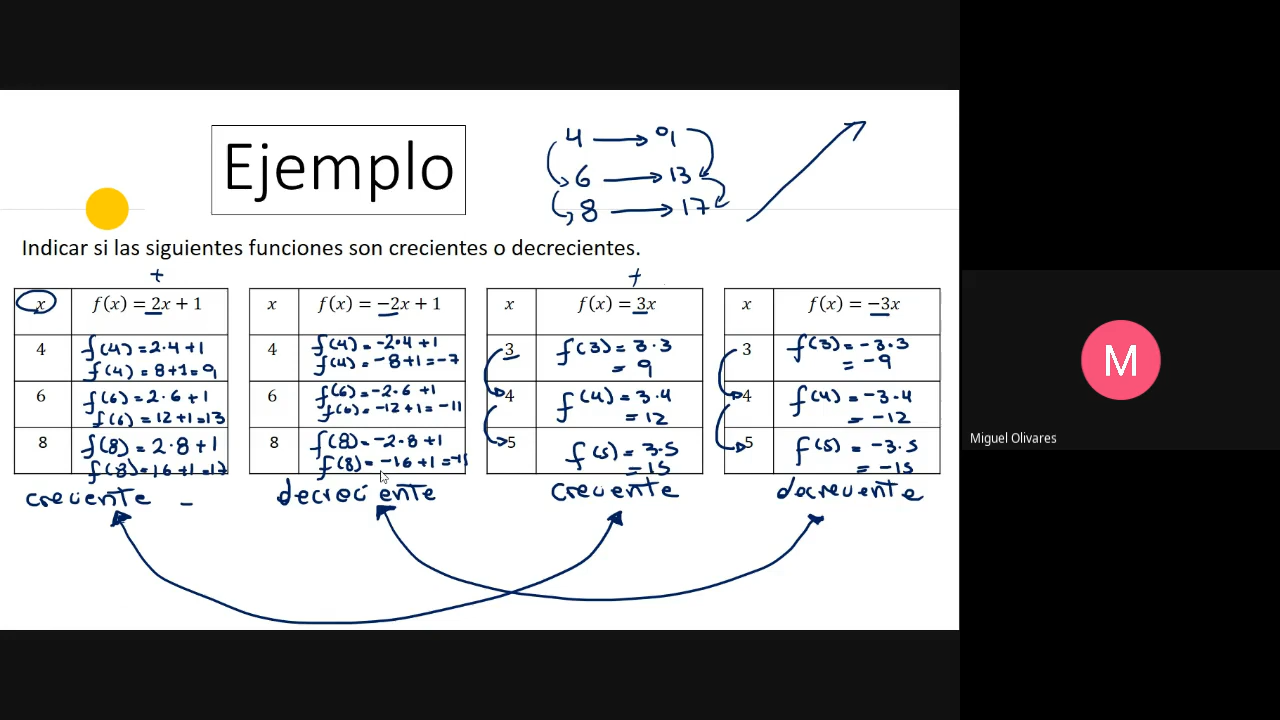 Ejemplo
4 → 9
6 → 13
8 → 17
Indicar si las siguientes funciones son crecientes o decrecientes.
+
x
f(x) = 2x + 1
4
f(4) = 2·4 +1
f(4) = 8+1 = 9
6
f(6) = 2·6 +1
f(6) = 12+1 = 13
8
f(8) = 2·8 +1
f(8) = 16+1 = 17
creciente –
x
f(x) = −2x + 1
4
f(4) = -2·4 +1
f(4) = -8+1 = -7
6
f(6) = -2·6 +1
f(6) = -12+1 = -11
8
f(8) = -2·8 +1
f(8) = -16+1 = -15
decreciente
+
x
f(x) = 3x
3
f(3) = 3·3
= 9
4
f(4) = 3·4
= 12
5
f(5) = 3·5
= 15
creciente
x
f(x) = −3x
3
f(3) = -3·3
= -9
4
f(4) = -3·4
= -12
5
f(5) = -3·5
= -15
decreciente
M
Miguel Olivares